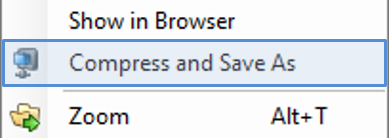 Show in Browser
Compress and Save As
Zoom Alt+T